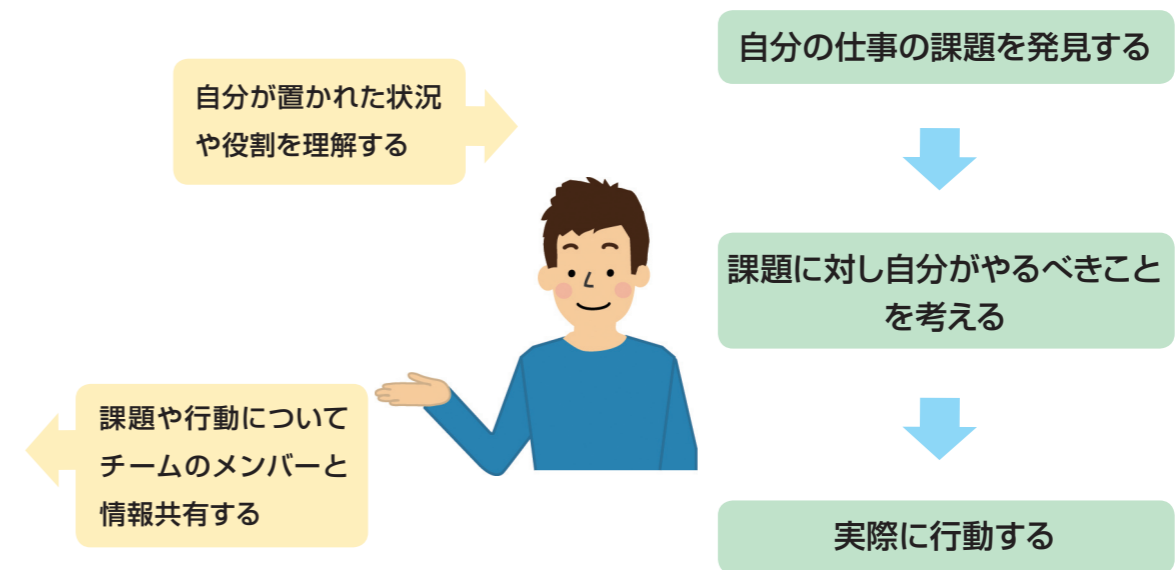 自分が置かれた状況
や役割を理解する
課題や行動について
チームのメンバーと
情報共有する
自分の仕事の課題を発見する
課題に対し自分がやるべきこと
を考える
実際に行動する